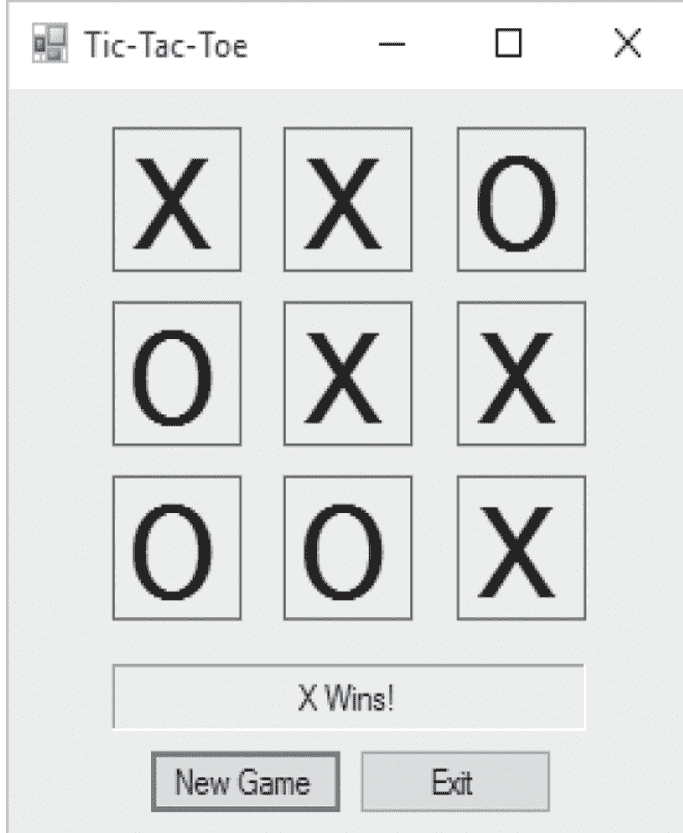 Tic-Tac-Toe
X X O
O X X
O O X
X Wins!
New Game Exit